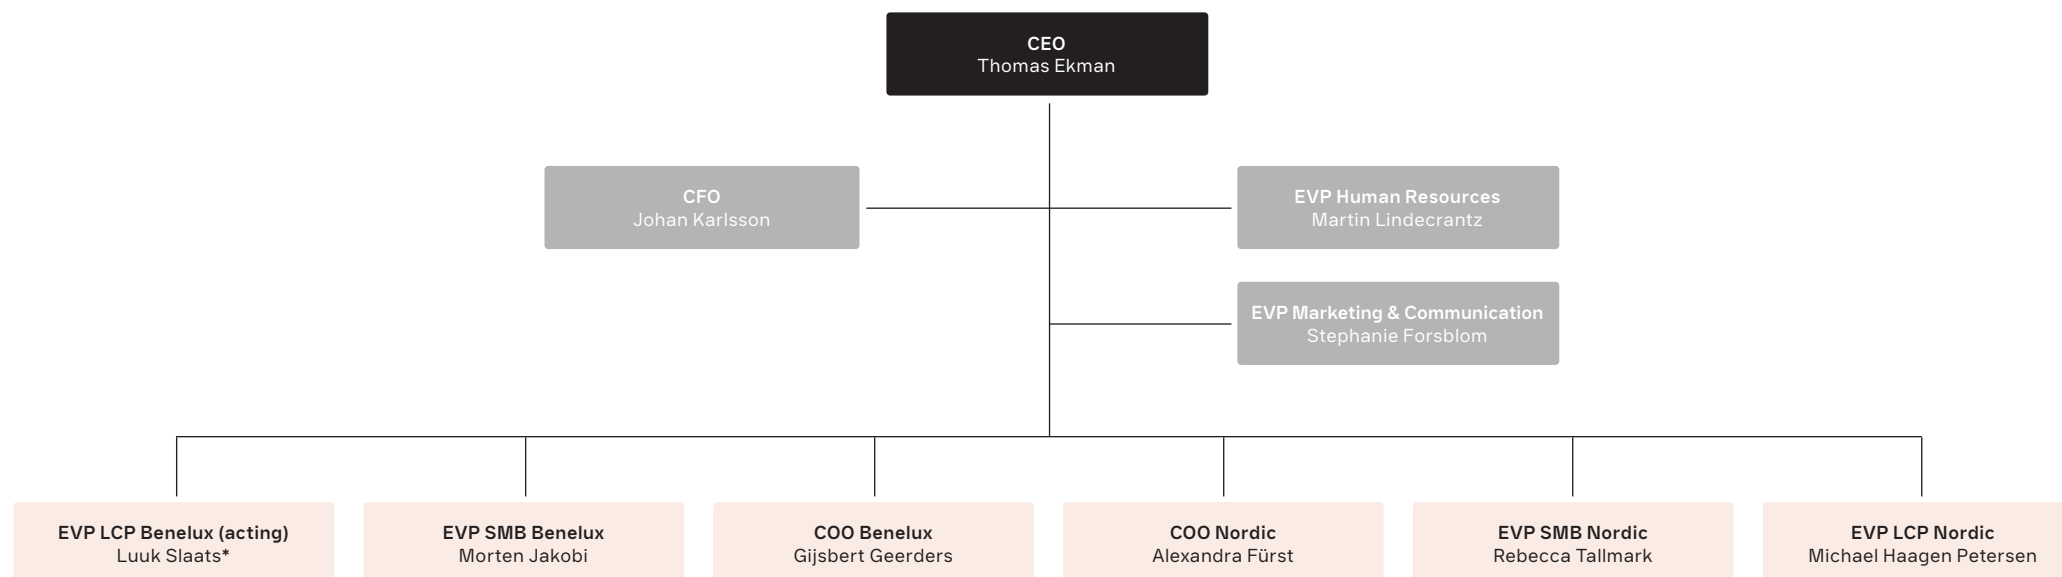 CEO
Thomas Ekman
CFO
Johan Karlsson
EVP Human Resources
Martin Lindecrantz
EVP Marketing & Communication
Stephanie Forsblom
EVP LCP Benelux (acting)
Luuk Slaats*
EVP SMB Benelux
Morten Jakobi
COO Benelux
Gijsbert Geerders
COO Nordic
Alexandra Fürst
EVP SMB Nordic
Rebecca Tallmark
EVP LCP Nordic
Michael Haagen Petersen